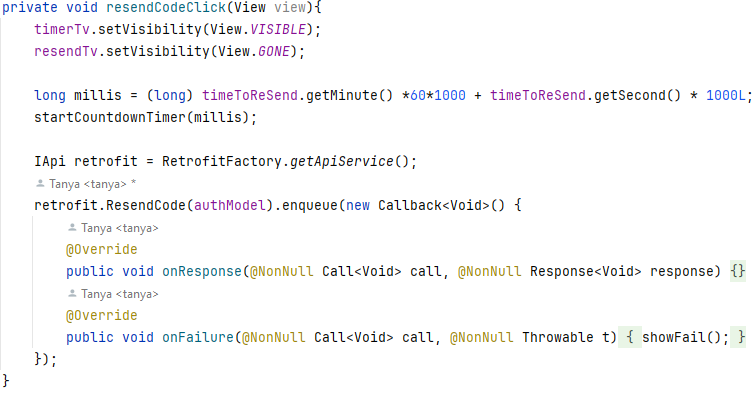 private void resendCodeClick(View view){
timerTv.setVisibility(View.VISIBLE);
resendTv.setVisibility(View.GONE);
long millis = (long) timeToReSend.getMinute() *60*1000 + timeToReSend.getSecond() * 1000L;
startCountdownTimer(millis);
IApi retrofit = RetrofitFactory.getApiService();
Tanya <tanya> *
retrofit.ResendCode(authModel).enqueue(new Callback<Void>() {
Tanya <tanya>
@Override
public void onResponse(@NonNull Call<Void> call, @NonNull Response<Void> response) {}
Tanya <tanya>
@Override
public void onFailure(@NonNull Call<Void> call, @NonNull Throwable t) { showFail(); }
});
}